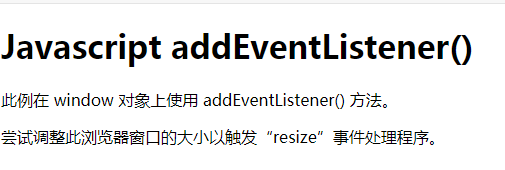 Javascript addEventListener()
此例在 window 对象上使用 addEventListener() 方法。
尝试调整此浏览器窗口的大小以触发“resize”事件处理程序。